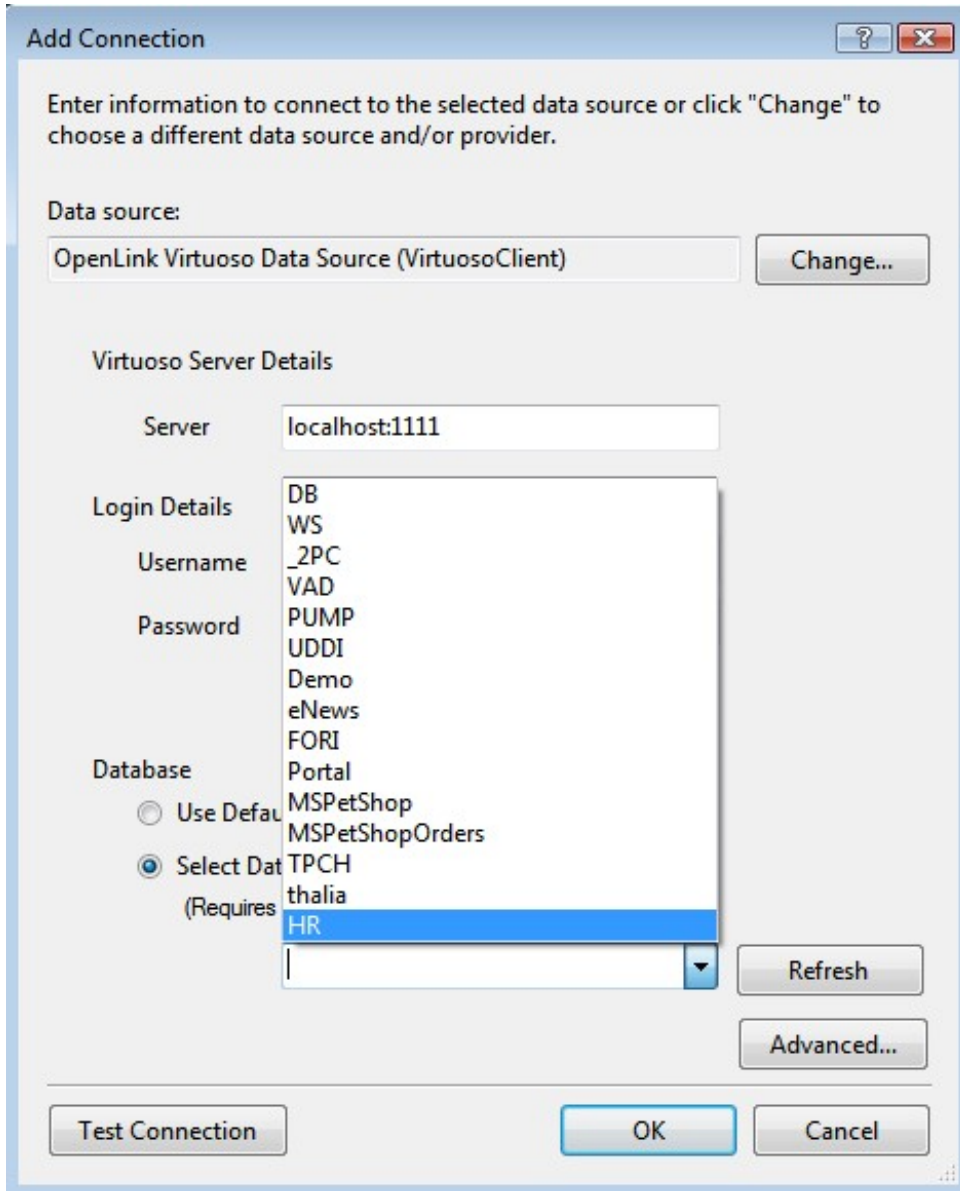 Add Connection
Enter information to connect to the selected data source or click "Change" to
choose a different data source and/or provider.
Data source:
OpenLink Virtuoso Data Source (VirtuosoClient)
Change...
Virtuoso Server Details
Server
localhost:1111
Login Details
Username
Password
DB
WS
_2PC
VAD
PUMP
UDDI
Demo
eNews
FORI
Portal
MSPetShop
MSPetShopOrders
TPCH
thalia
HR
Database
Use Defau
Select Dat
(Requires
Refresh
Advanced...
Test Connection
OK
Cancel